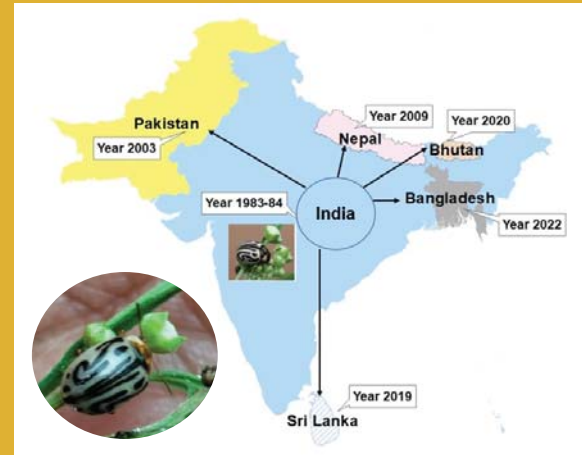 Year 2009
Year 2020
Pakistan
Nepal
Year 2003
Bhutan
Bangladesh
Year 1983-84
India
Year 2022
Year 2019
Sri Lanka